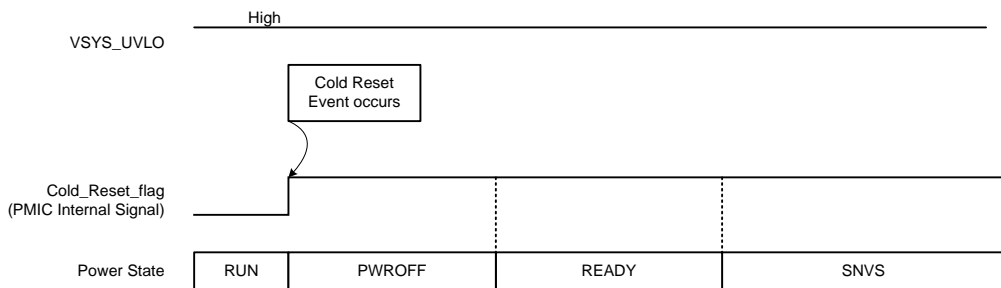 High
VSYS_UVLO
Cold Reset
Event occurs
Cold_Reset_flag
(PMIC Internal Signal)
Power State
RUN
PWROFF
READY
SNVS